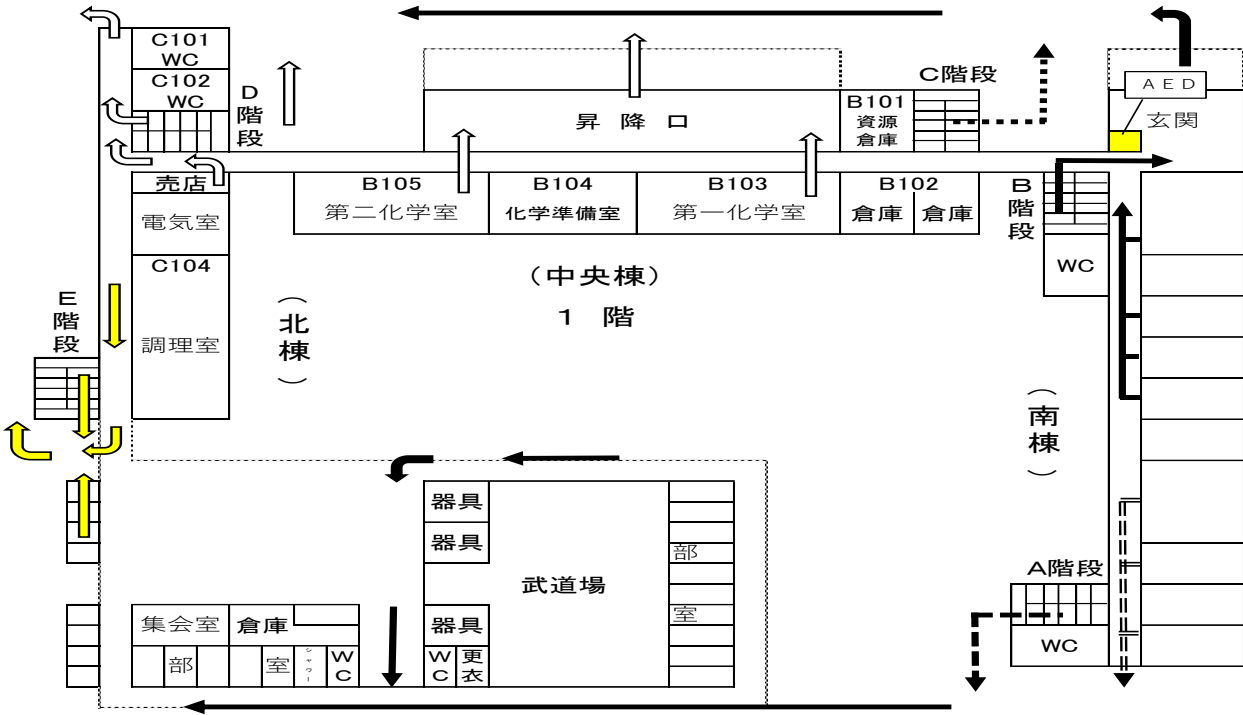 C101
WC
C102
WC
D階段
C階段
AED
玄関
昇降口
B101
資源
倉庫
売店
B105
第二化学室
B104
化学準備室
B103
第一化学室
B102
倉庫
倉庫
B階段
WC
電気室
C104
調理室
E階段
(北棟)
(中央棟)
1 階
(南棟)
器具
器具
武道場
部
室
A階段
WC
集会室
倉庫
器具
部
室
シャワー
WC
WC
更衣